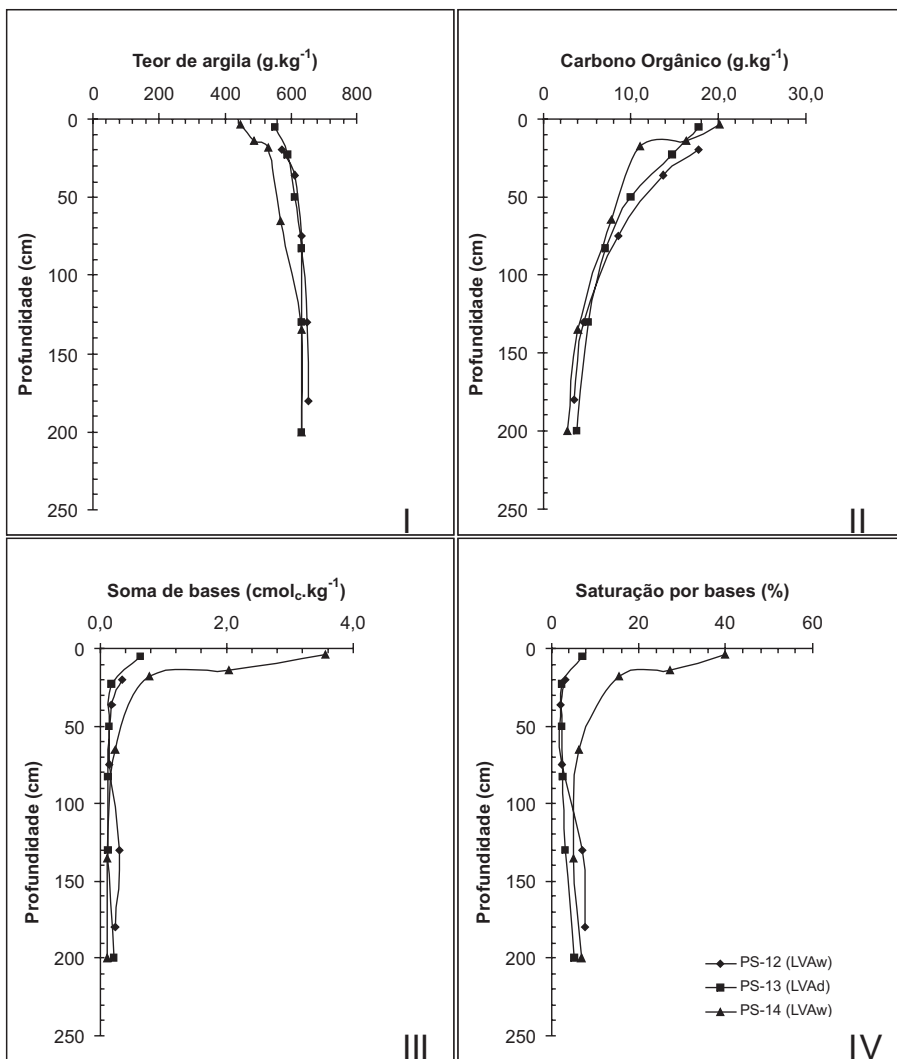 Teor de argila (g.kg⁻¹)
0 200 400 600 800
0
50
100
150
200
250
Profundidade (cm)
I
Carbono Orgânico (g.kg⁻¹)
0 10,0 20,0 30,0
0
50
100
150
200
250
Profundidade (cm)
II
Soma de bases (cmolc.kg⁻¹)
0,0 2,0 4,0
0
50
100
150
200
250
Profundidade (cm)
III
Saturação por bases (%)
0 20 40 60
0
50
100
150
200
250
Profundidade (cm)
PS-12 (LVAw)
PS-13 (LVAd)
PS-14 (LVAw)
IV